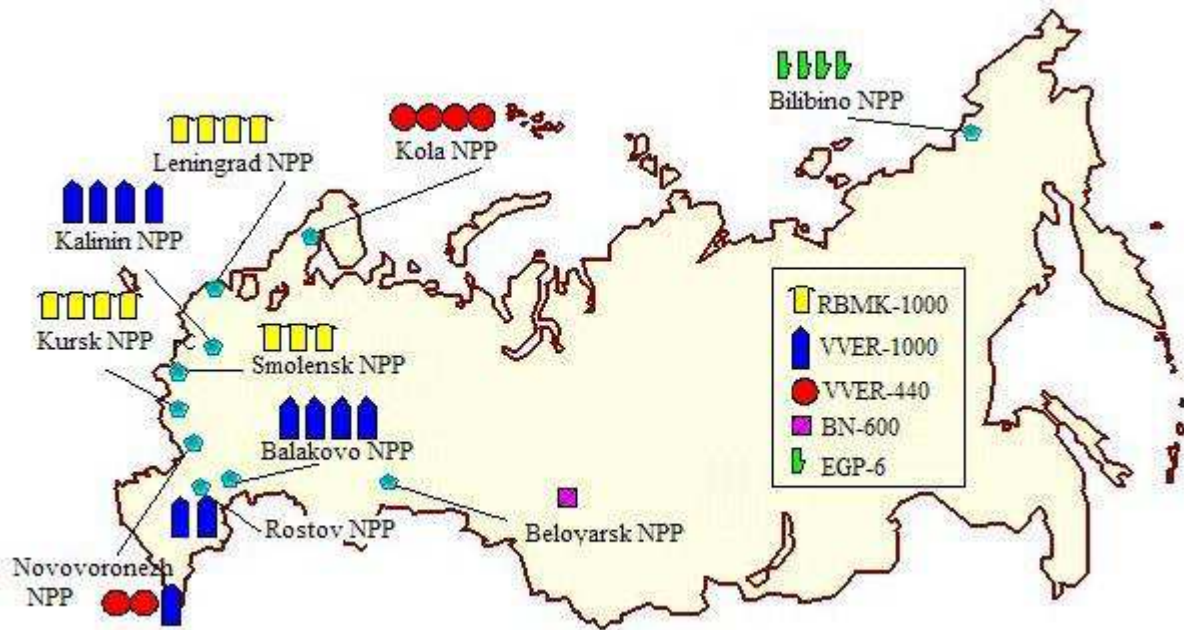 Bilibino NPP
Leningrad NPP
Kola NPP
Kalinin NPP
Kursk NPP
Smolensk NPP
RBMK-1000
VVER-1000
VVER-440
BN-600
EGP-6
Balakovo NPP
Rostov NPP
Beloyarsk NPP
Novovoronezh
NPP